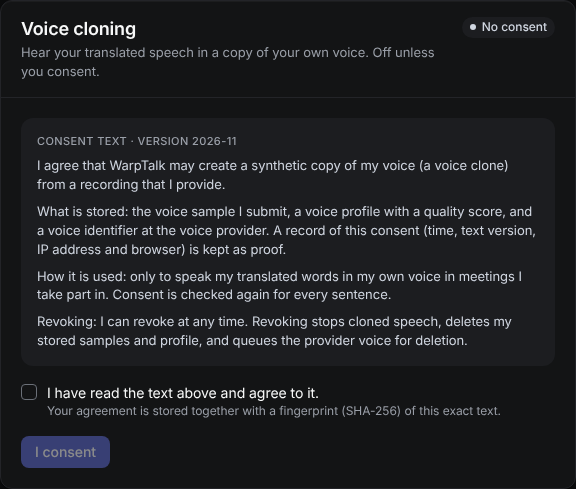 Voice cloning
No consent
Hear your translated speech in a copy of your own voice. Off unless
you consent.
CONSENT TEXT · VERSION 2026-11
I agree that WarpTalk may create a synthetic copy of my voice (a voice clone)
from a recording that I provide.
What is stored: the voice sample I submit, a voice profile with a quality score, and
a voice identifier at the voice provider. A record of this consent (time, text version,
IP address and browser) is kept as proof.
How it is used: only to speak my translated words in my own voice in meetings I
take part in. Consent is checked again for every sentence.
Revoking: I can revoke at any time. Revoking stops cloned speech, deletes my
stored samples and profile, and queues the provider voice for deletion.
I have read the text above and agree to it.
Your agreement is stored together with a fingerprint (SHA-256) of this exact text.
I consent